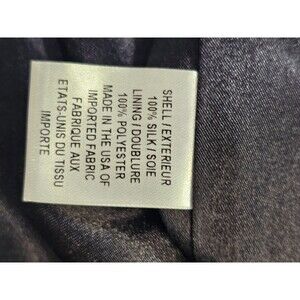 SHELL/EXTERIEUR
100% SILK/SOIE
LINING/DOUBLURE
100% POLYESTER
MADE IN THE USA OF
IMPORTED FABRIC
FABRIQUE AUX
ETATS-UNIS DU TISSU
IMPORTE